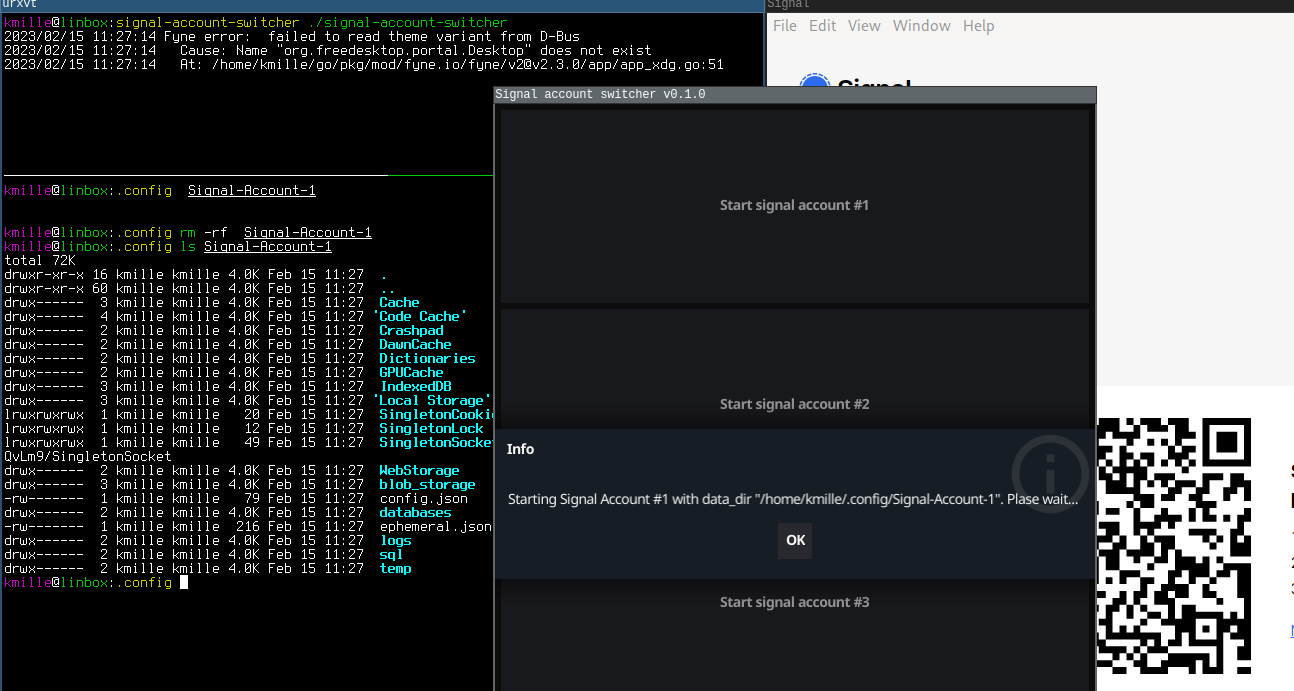 urxvt
kmille@linbox:signal-account-switcher ./signal-account-switcher
2023/02/15 11:27:14 Fyne error:  failed to read theme variant from D-Bus
2023/02/15 11:27:14   Cause: Name "org.freedesktop.portal.Desktop" does not exist
2023/02/15 11:27:14   At: /home/kmille/go/pkg/mod/fyne.io/fyne/v2@v2.3.0/app/app_xdg.go:51
kmille@linbox:.config  Signal-Account-1
kmille@linbox:.config rm -rf  Signal-Account-1
kmille@linbox:.config ls Signal-Account-1
total 72K
drwxr-xr-x 16 kmille kmille 4.0K Feb 15 11:27  .
drwxr-xr-x 60 kmille kmille 4.0K Feb 15 11:27  ..
drwx------  3 kmille kmille 4.0K Feb 15 11:27  Cache
drwx------  4 kmille kmille 4.0K Feb 15 11:27 'Code Cache'
drwx------  2 kmille kmille 4.0K Feb 15 11:27  Crashpad
drwx------  2 kmille kmille 4.0K Feb 15 11:27  DawnCache
drwx------  2 kmille kmille 4.0K Feb 15 11:27  Dictionaries
drwx------  2 kmille kmille 4.0K Feb 15 11:27  GPUCache
drwx------  3 kmille kmille 4.0K Feb 15 11:27  IndexedDB
drwx------  3 kmille kmille 4.0K Feb 15 11:27 'Local Storage'
lrwxrwxrwx  1 kmille kmille   20 Feb 15 11:27  SingletonCooki
lrwxrwxrwx  1 kmille kmille   12 Feb 15 11:27  SingletonLock
lrwxrwxrwx  1 kmille kmille   49 Feb 15 11:27  SingletonSocke
QvLm9/SingletonSocket
drwx------  2 kmille kmille 4.0K Feb 15 11:27  WebStorage
drwx------  3 kmille kmille 4.0K Feb 15 11:27  blob_storage
-rw-------  1 kmille kmille   79 Feb 15 11:27  config.json
drwx------  2 kmille kmille 4.0K Feb 15 11:27  databases
-rw-------  1 kmille kmille  216 Feb 15 11:27  ephemeral.json
drwx------  2 kmille kmille 4.0K Feb 15 11:27  logs
drwx------  2 kmille kmille 4.0K Feb 15 11:27  sql
drwx------  2 kmille kmille 4.0K Feb 15 11:27  temp
kmille@linbox:.config
Signal
File Edit View Window Help
Signal
Signal account switcher v0.1.0
Start signal account #1
Start signal account #2
Info
Starting Signal Account #1 with data_dir "/home/kmille/.config/Signal-Account-1". Plase wait...
OK
Start signal account #3